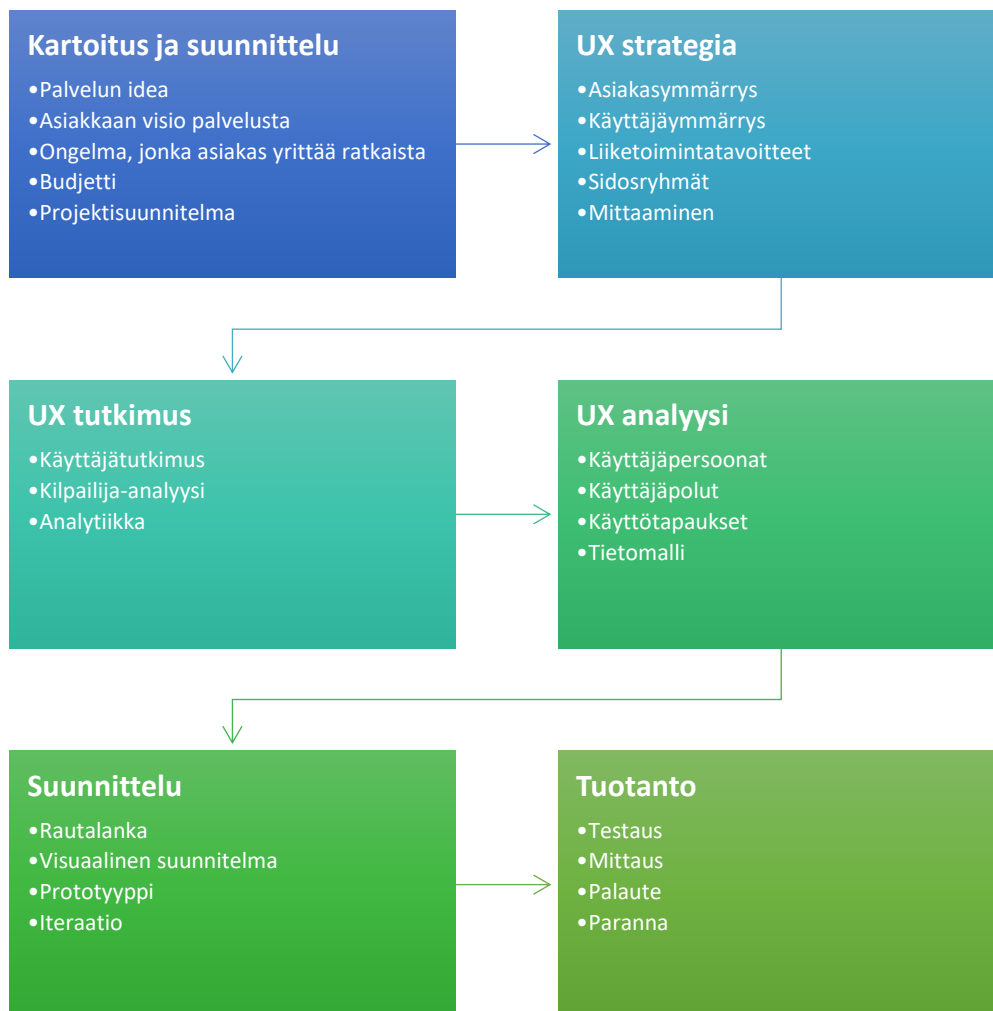 Kartoitus ja suunnittelu
•Palvelun idea
•Asiakkaan visio palvelusta
•Ongelma, jonka asiakas yrittää ratkaista
•Budjetti
•Projektisuunnitelma
UX strategia
•Asiakasymmärrys
•Käyttäjäymmärrys
•Liiketoimintatavoitteet
•Sidosryhmät
•Mittaaminen
UX tutkimus
•Käyttäjätutkimus
•Kilpailija-analyysi
•Analytiikka
UX analyysi
•Käyttäjäpersoonat
•Käyttäjäpolut
•Käyttötapaukset
•Tietomalli
Suunnittelu
•Rautalanka
•Visuaalinen suunnitelma
•Prototyyppi
•Iteraatio
Tuotanto
•Testaus
•Mittaus
•Palaute
•Paranna